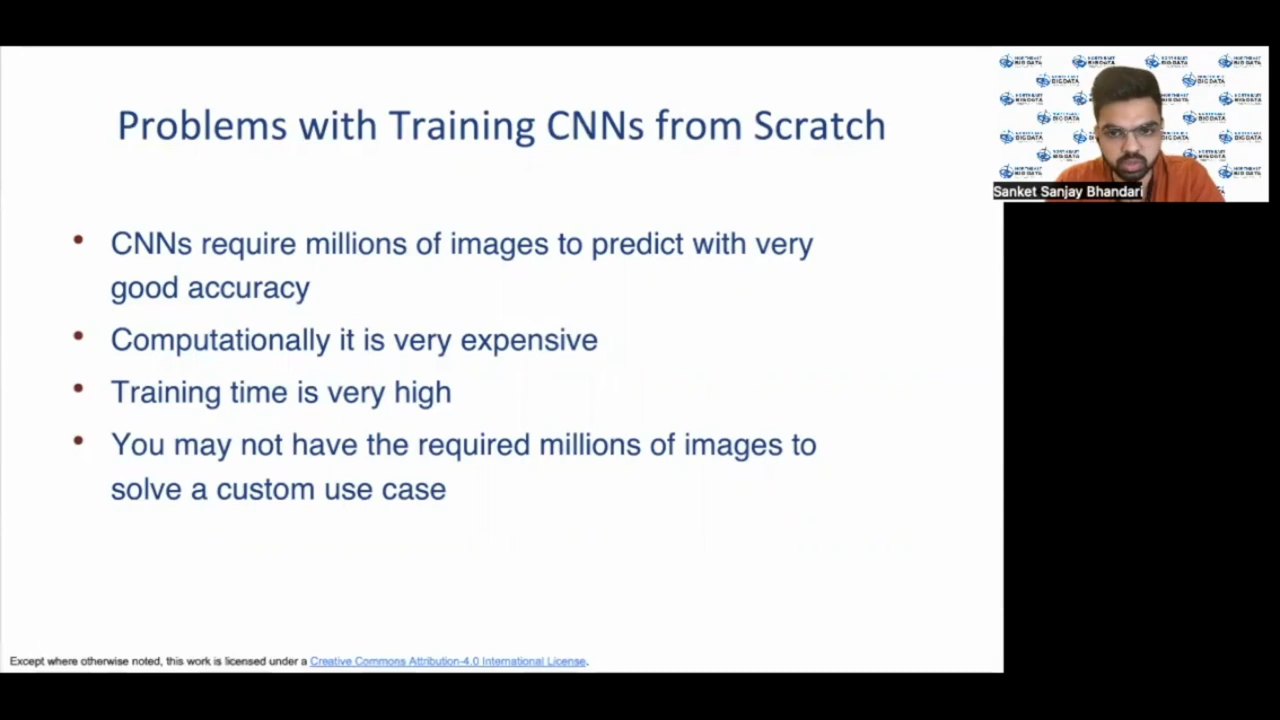 Problems with Training CNNs from Scratch
• CNNs require millions of images to predict with very
good accuracy
• Computationally it is very expensive
• Training time is very high
• You may not have the required millions of images to
solve a custom use case
Except where otherwise noted, this work is licensed under a Creative Commons Attribution-4.0 International License.
NORTHEAST
BIG DATA
Sanket Sanjay Bhandari